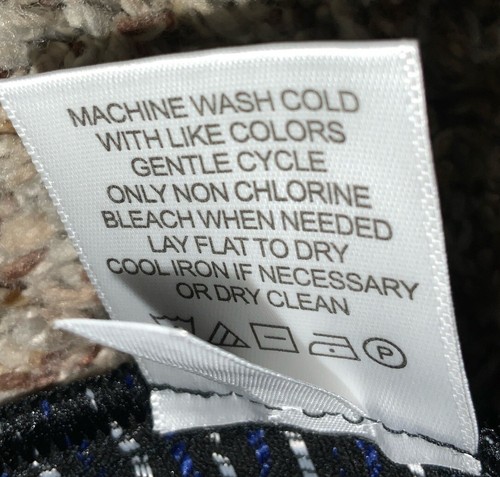 MACHINE WASH COLD
WITH LIKE COLORS
GENTLE CYCLE
ONLY NON CHLORINE
BLEACH WHEN NEEDED
LAY FLAT TO DRY
COOL IRON IF NECESSARY
OR DRY CLEAN
P